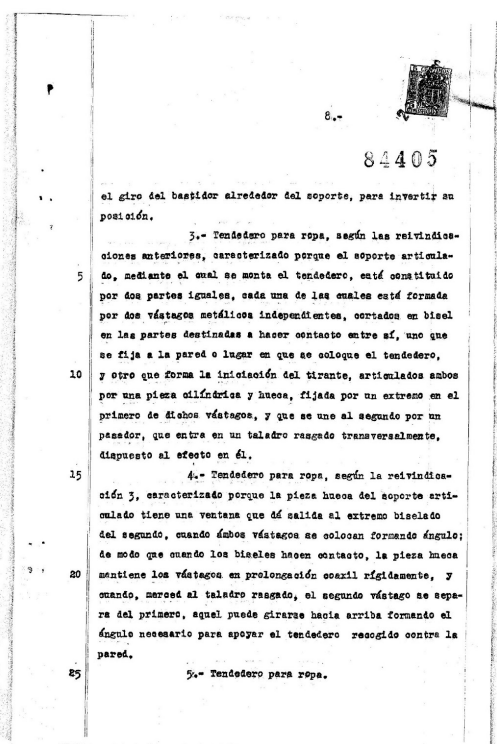 8.-
84405
el giro del bastidor alrededor del soporte, para invertir su
posición.
3.- Tendedero para ropa, según las reivindica-
ciones anteriores, caracterizado porque el soporte articula-
5 do, mediante el cual se monta el tendedero, está constituido
por dos partes iguales, cada una de las cuales está formada
por dos vástagos metálicos independientes, cortados en bisel
en las partes destinadas a hacer contacto entre sí, uno que
se fija a la pared o lugar en que se coloque el tendedero,
10 y otro que forma la iniciación del tirante, articulados ambos
por una pieza cilíndrica y hueca, fijada por un extremo en el
primero de dichos vástagos, y que se une al segundo por un
pasador, que entra en un taladro rasgado transversalmente,
dispuesto al efecto en él.
15 4.- Tendedero para ropa, según la reivindica-
ción 3, caracterizado porque la pieza hueca del soporte arti-
culado tiene una ventana que dá salida al extremo biselado
del segundo, cuando ámbos vástagos se colocan formando ángulo;
de modo que cuando los biseles hacen contacto, la pieza hueca
20 mantiene los vástagos en prolongación coaxil rígidamente, y
cuando, merced al taladro rasgado, el segundo vástago se sepa-
ra del primero, aquel puede girarse hacia arriba formando el
ángulo necesario para apoyar el tendedero recogido contra la
pared.
25 5.- Tendedero para ropa.